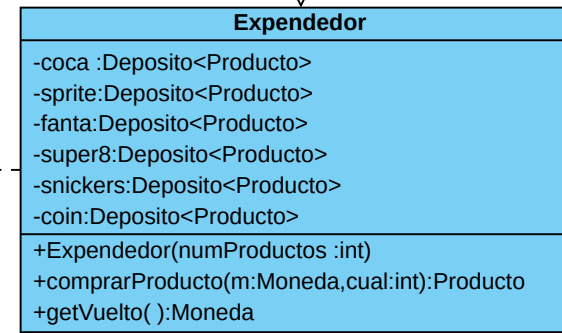 Expendedor
-coca :Deposito<Producto>
-sprite:Deposito<Producto>
-fanta:Deposito<Producto>
-super8:Deposito<Producto>
-snickers:Deposito<Producto>
-coin:Deposito<Producto>
+Expendedor(numProductos :int)
+comprarProducto(m:Moneda,cual:int):Producto
+getVuelto( ):Moneda